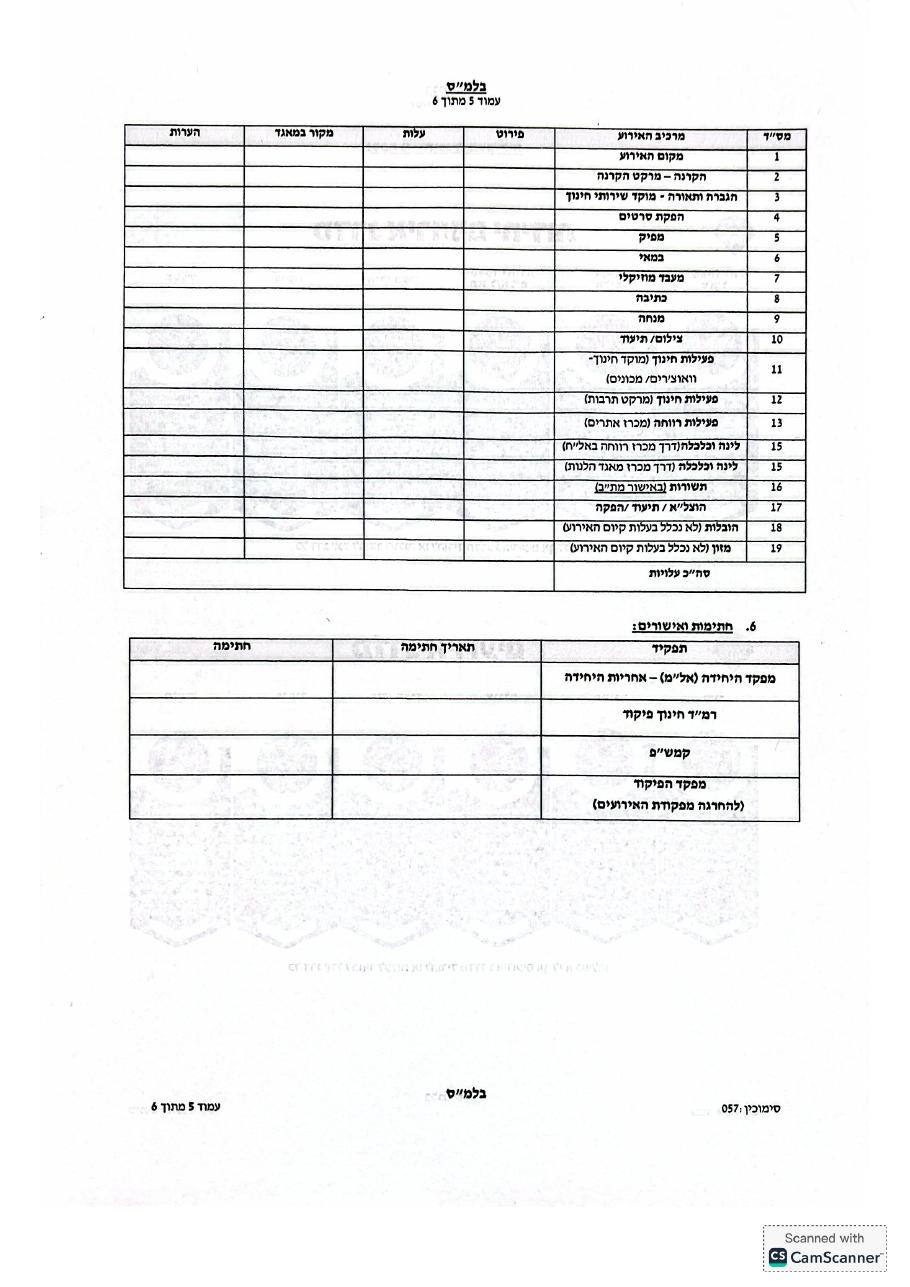 בלמ"ס
עמוד 5 מתוך 6
מס"ד מרכיב האירוע פירוט עלות מקור במאגד הערות
1 מקום האירוע
2 הקרנה – מרקט הקרנה
3 הגברה ותאורה - מוקד שירותי חינוך
4 הפקת סרטים
5 מפיק
6 במאי
7 מעבד מוזיקלי
8 כתיבה
9 מנחה
10 צילום/ תיעוד
11 פעילות חינוך (מוקד חינוך-
וואוצ'רים/ מכונים)
12 פעילות חינוך (מרקט תרבות)
13 פעילות רווחה (מכרז אתרים)
15 לינה וכלכלה(דרך מכרז רווחה באל"ח)
15 לינה וכלכלה (דרך מכרז מאגד הלנות)
16 תשורות (באישור מת"ב)
17 הוצל"א / תיעוד /הפקה
18 הובלות (לא נכלל בעלות קיום האירוע)
19 מזון (לא נכלל בעלות קיום האירוע)
סח"כ עלויות
6. חתימות ואישורים:
תפקיד תאריך חתימה חתימה
מפקד היחידה (אל"מ) – אחריות היחידה
רמ"ד חינוך פיקוד
קמש"פ
מפקד הפיקוד
(להחרגה מפקודת האירועים)
בלמ"ס
סימוכין: 057 עמוד 5 מתוך 6
Scanned with
CS CamScanner